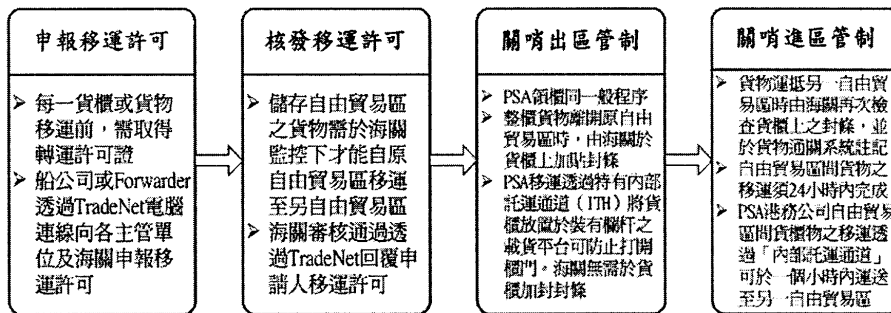 申報移運許可
➢ 每一貨櫃或貨物
移運前，需取得
轉運許可證
➢ 船公司或Forwarder
透過TradeNet電腦
連線向各主管單
位及海關申報移
運許可
核發移運許可
➢ 儲存自由貿易區
之貨物需於海關
監控下才能自原
自由貿易區移運
至另自由貿易區
➢ 海關審核通過透
過TradeNet回覆申
請人移運許可
關哨出區管制
➢ PSA領櫃同一般程序
➢ 整櫃貨物離開原自由
貿易區時，由海關於
貨櫃上加貼封條
➢ PSA移運透過特有內部
託運通道（ITH）將貨
櫃放置於裝有欄杆之
載貨平台可防止打開
櫃門。海關無需於貨
櫃加封封條
關哨進區管制
➢ 貨物運抵另一自由貿
易區時由海關再次檢
查貨櫃上之封條，並
於貨物通關系統註記
➢ 自由貿易區間貨物之
移運須24小時內完成
➢ PSA港務公司自由貿易
區間貨櫃物之移運透
過「內部託運通道」
可於一個小時內運送
至另一自由貿易區